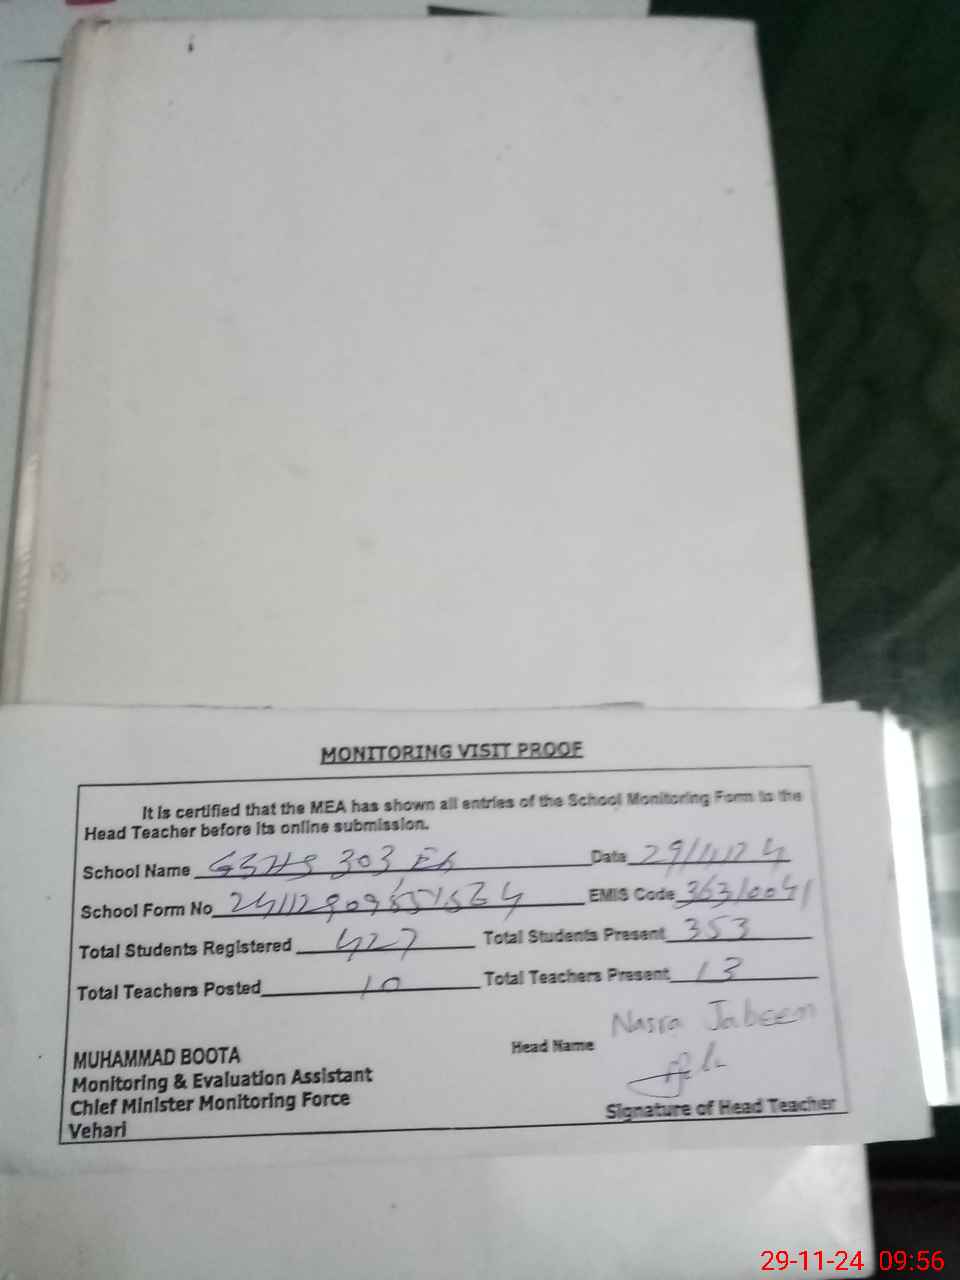 MONITORING VISIT PROOF
It is certified that the MEA has shown all entries of the School Monitoring Form to the
Head Teacher before its online submission.
School Name 303 EB Date 29/11/24
School Form No EMIS Code 36310041
Total Students Registered 427 Total Students Present 353
Total Teachers Posted 10 Total Teachers Present 13
Head Name Nasra Jabeen
MUHAMMAD BOOTA
Monitoring & Evaluation Assistant
Chief Minister Monitoring Force
Vehari
Signature of Head Teacher
29-11-24 09:56